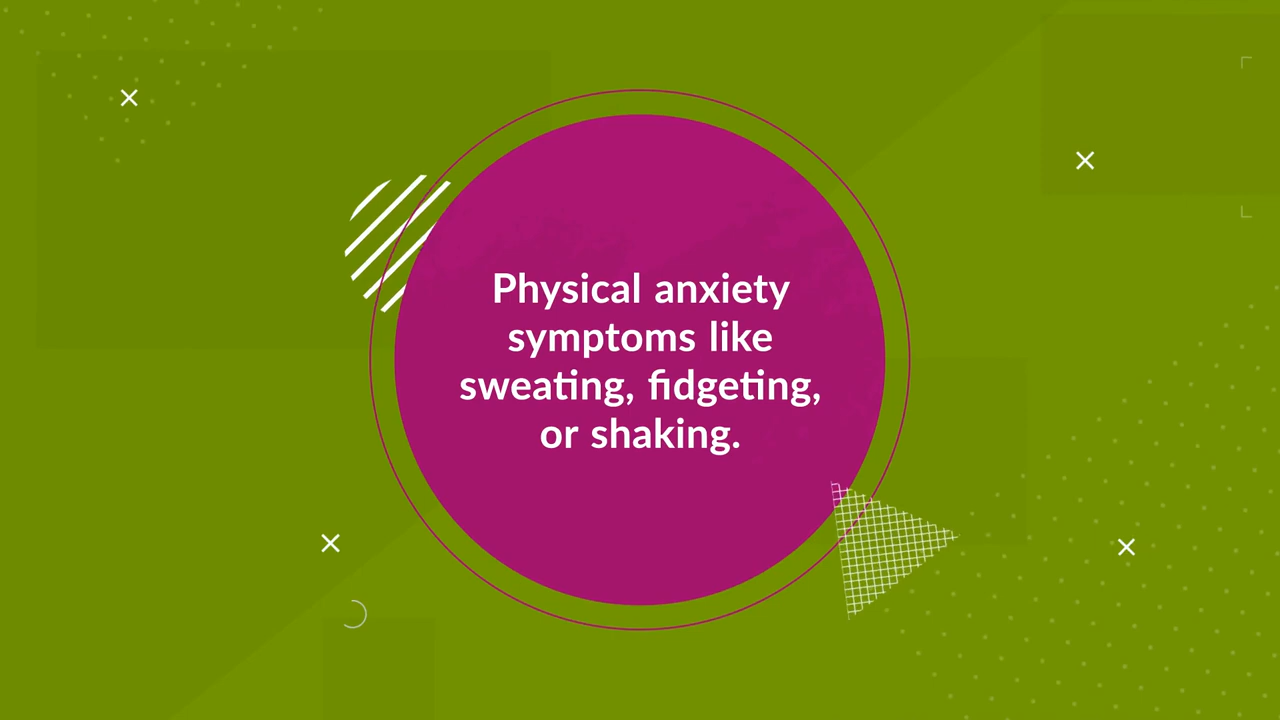 Physical anxiety
symptoms like
sweating, fidgeting,
or shaking.